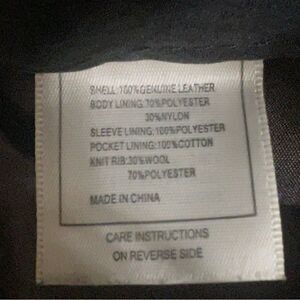 SHELL:100%GENUINE LEATHER
BODY LINING:70%POLYESTER
30%NYLON
SLEEVE LINING:100%POLYESTER
POCKET LINING:100%COTTON
KNIT RIB:30%WOOL
70%POLYESTER
MADE IN CHINA
CARE INSTRUCTIONS
ON REVERSE SIDE